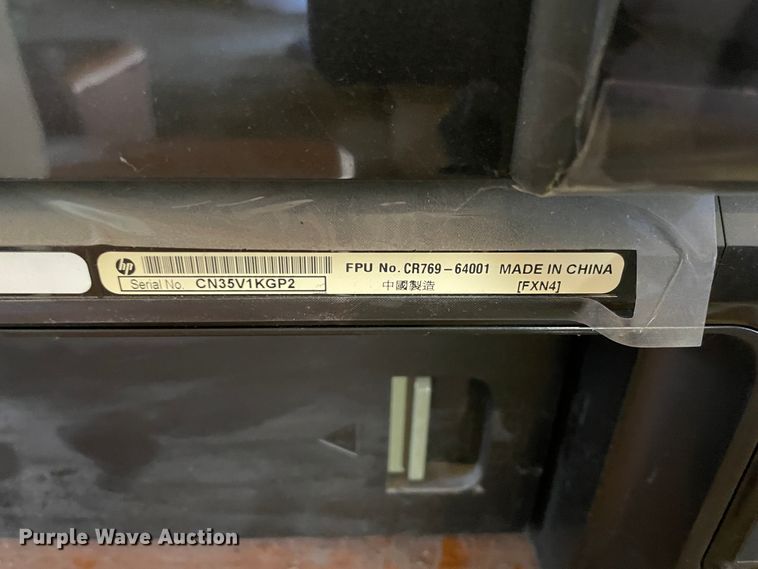 hp
FPU No. CR769-64001 MADE IN CHINA
Serial No. CN35V1KGP2
中國製造 [FXN4]
Purple Wave Auction